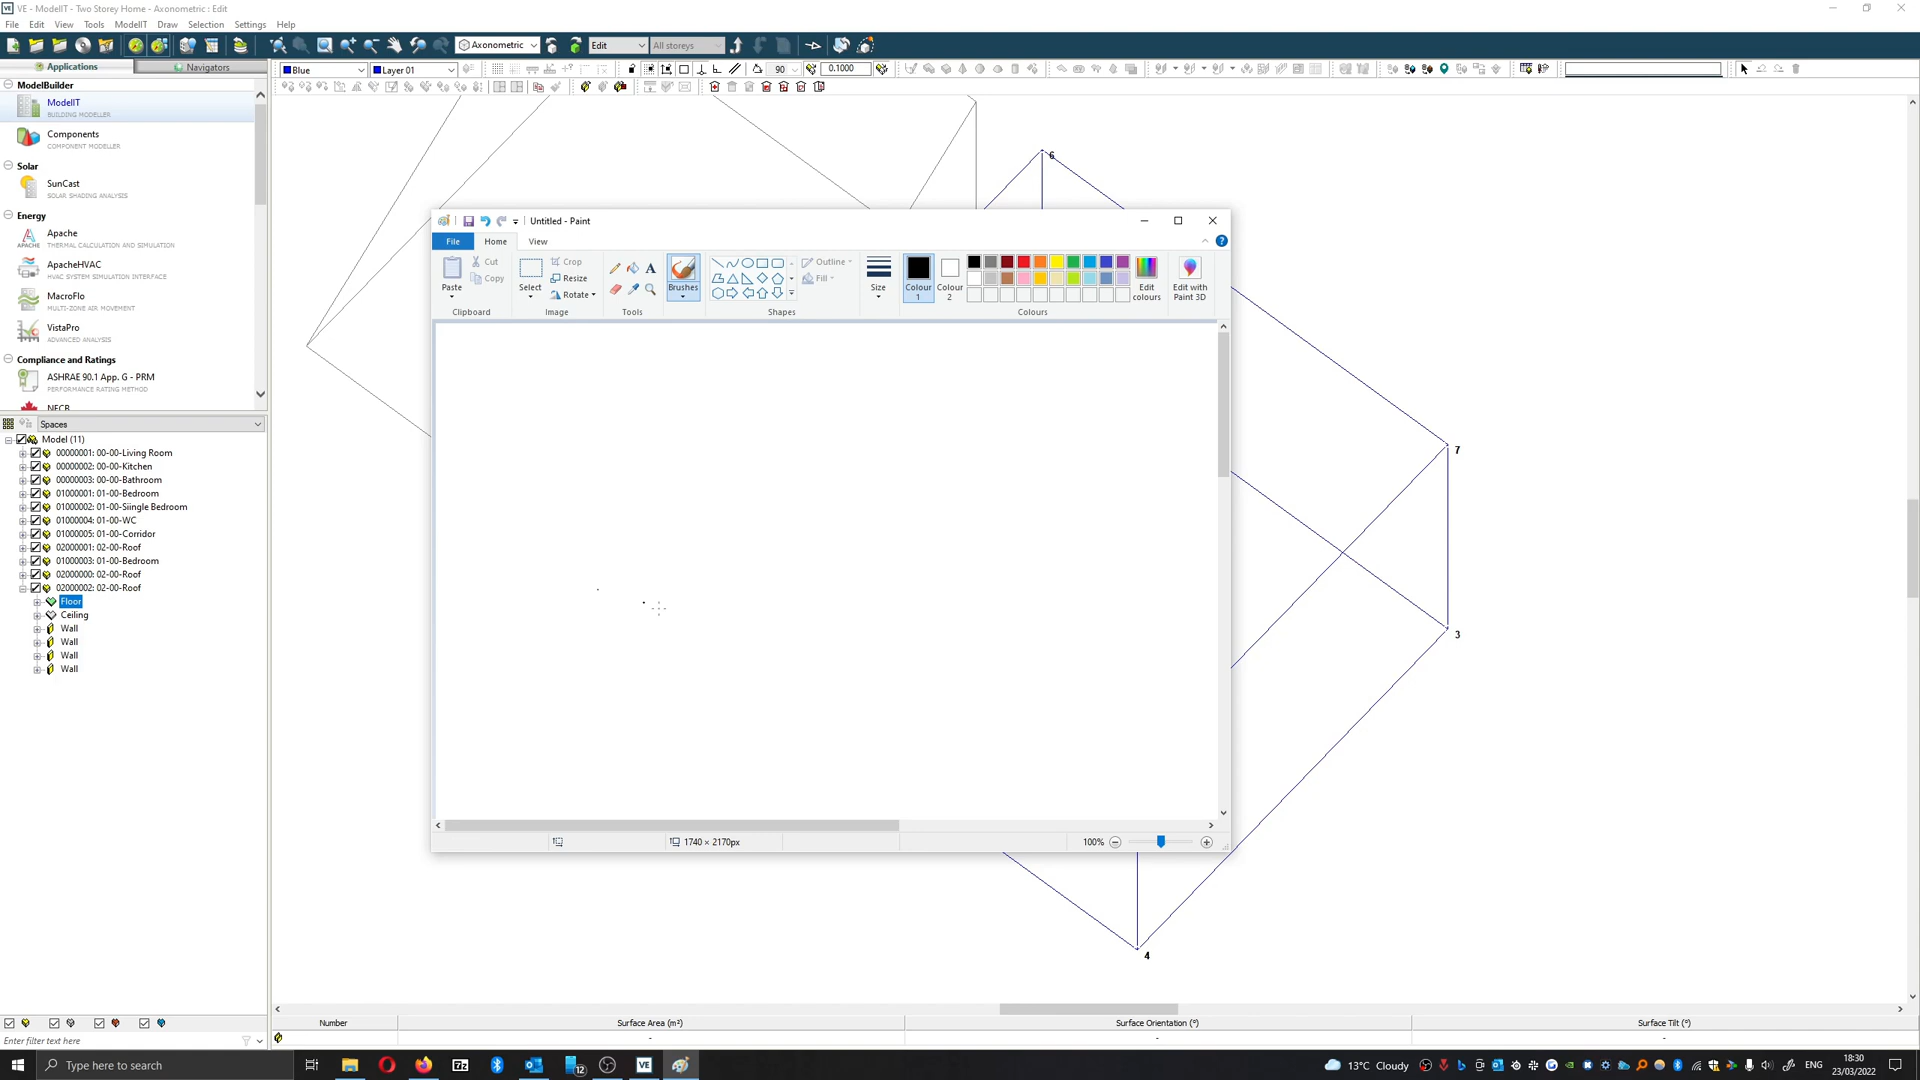 VE - ModelIT - Two Storey Home - Axonometric : Edit
File Edit View Tools ModelIT Draw Selection Settings Help
Axonometric Edit All storeys
Applications Navigators
Blue Layer 01 90 0.1000
ModelBuilder
ModelIT
BUILDING MODELLER
Components
COMPONENT MODELLER
Solar
SunCast
SOLAR SHADING ANALYSIS
Energy
Apache
THERMAL CALCULATION AND SIMULATION
ApacheHVAC
HVAC SYSTEM SIMULATION INTERFACE
MacroFlo
MULTI-ZONE AIR MOVEMENT
VistaPro
ADVANCED ANALYSIS
Compliance and Ratings
ASHRAE 90.1 App. G - PRM
PERFORMANCE RATING METHOD
NECB
Spaces
Model (11)
00000001: 00-00-Living Room
00000002: 00-00-Kitchen
00000003: 00-00-Bathroom
01000001: 01-00-Bedroom
01000002: 01-00-Siingle Bedroom
01000004: 01-00-WC
01000005: 01-00-Corridor
02000001: 02-00-Roof
01000003: 01-00-Bedroom
02000000: 02-00-Roof
02000002: 02-00-Roof
Floor
Ceiling
Wall
Wall
Wall
Wall
Enter filter text here
6
7
3
4
Untitled - Paint
File Home View
Paste Cut Copy
Clipboard
Select Crop Resize Rotate
Image
A
Tools
Brushes
Outline Fill
Shapes
Size
Colour 1
Colour 2
Edit colours
Colours
Edit with Paint 3D
1740 × 2170px
100%
Number Surface Area (m²) Surface Orientation (°) Surface Tilt (°)
- - -
Type here to search
7z
12
VE
13°C Cloudy
ENG
18:30
23/03/2022